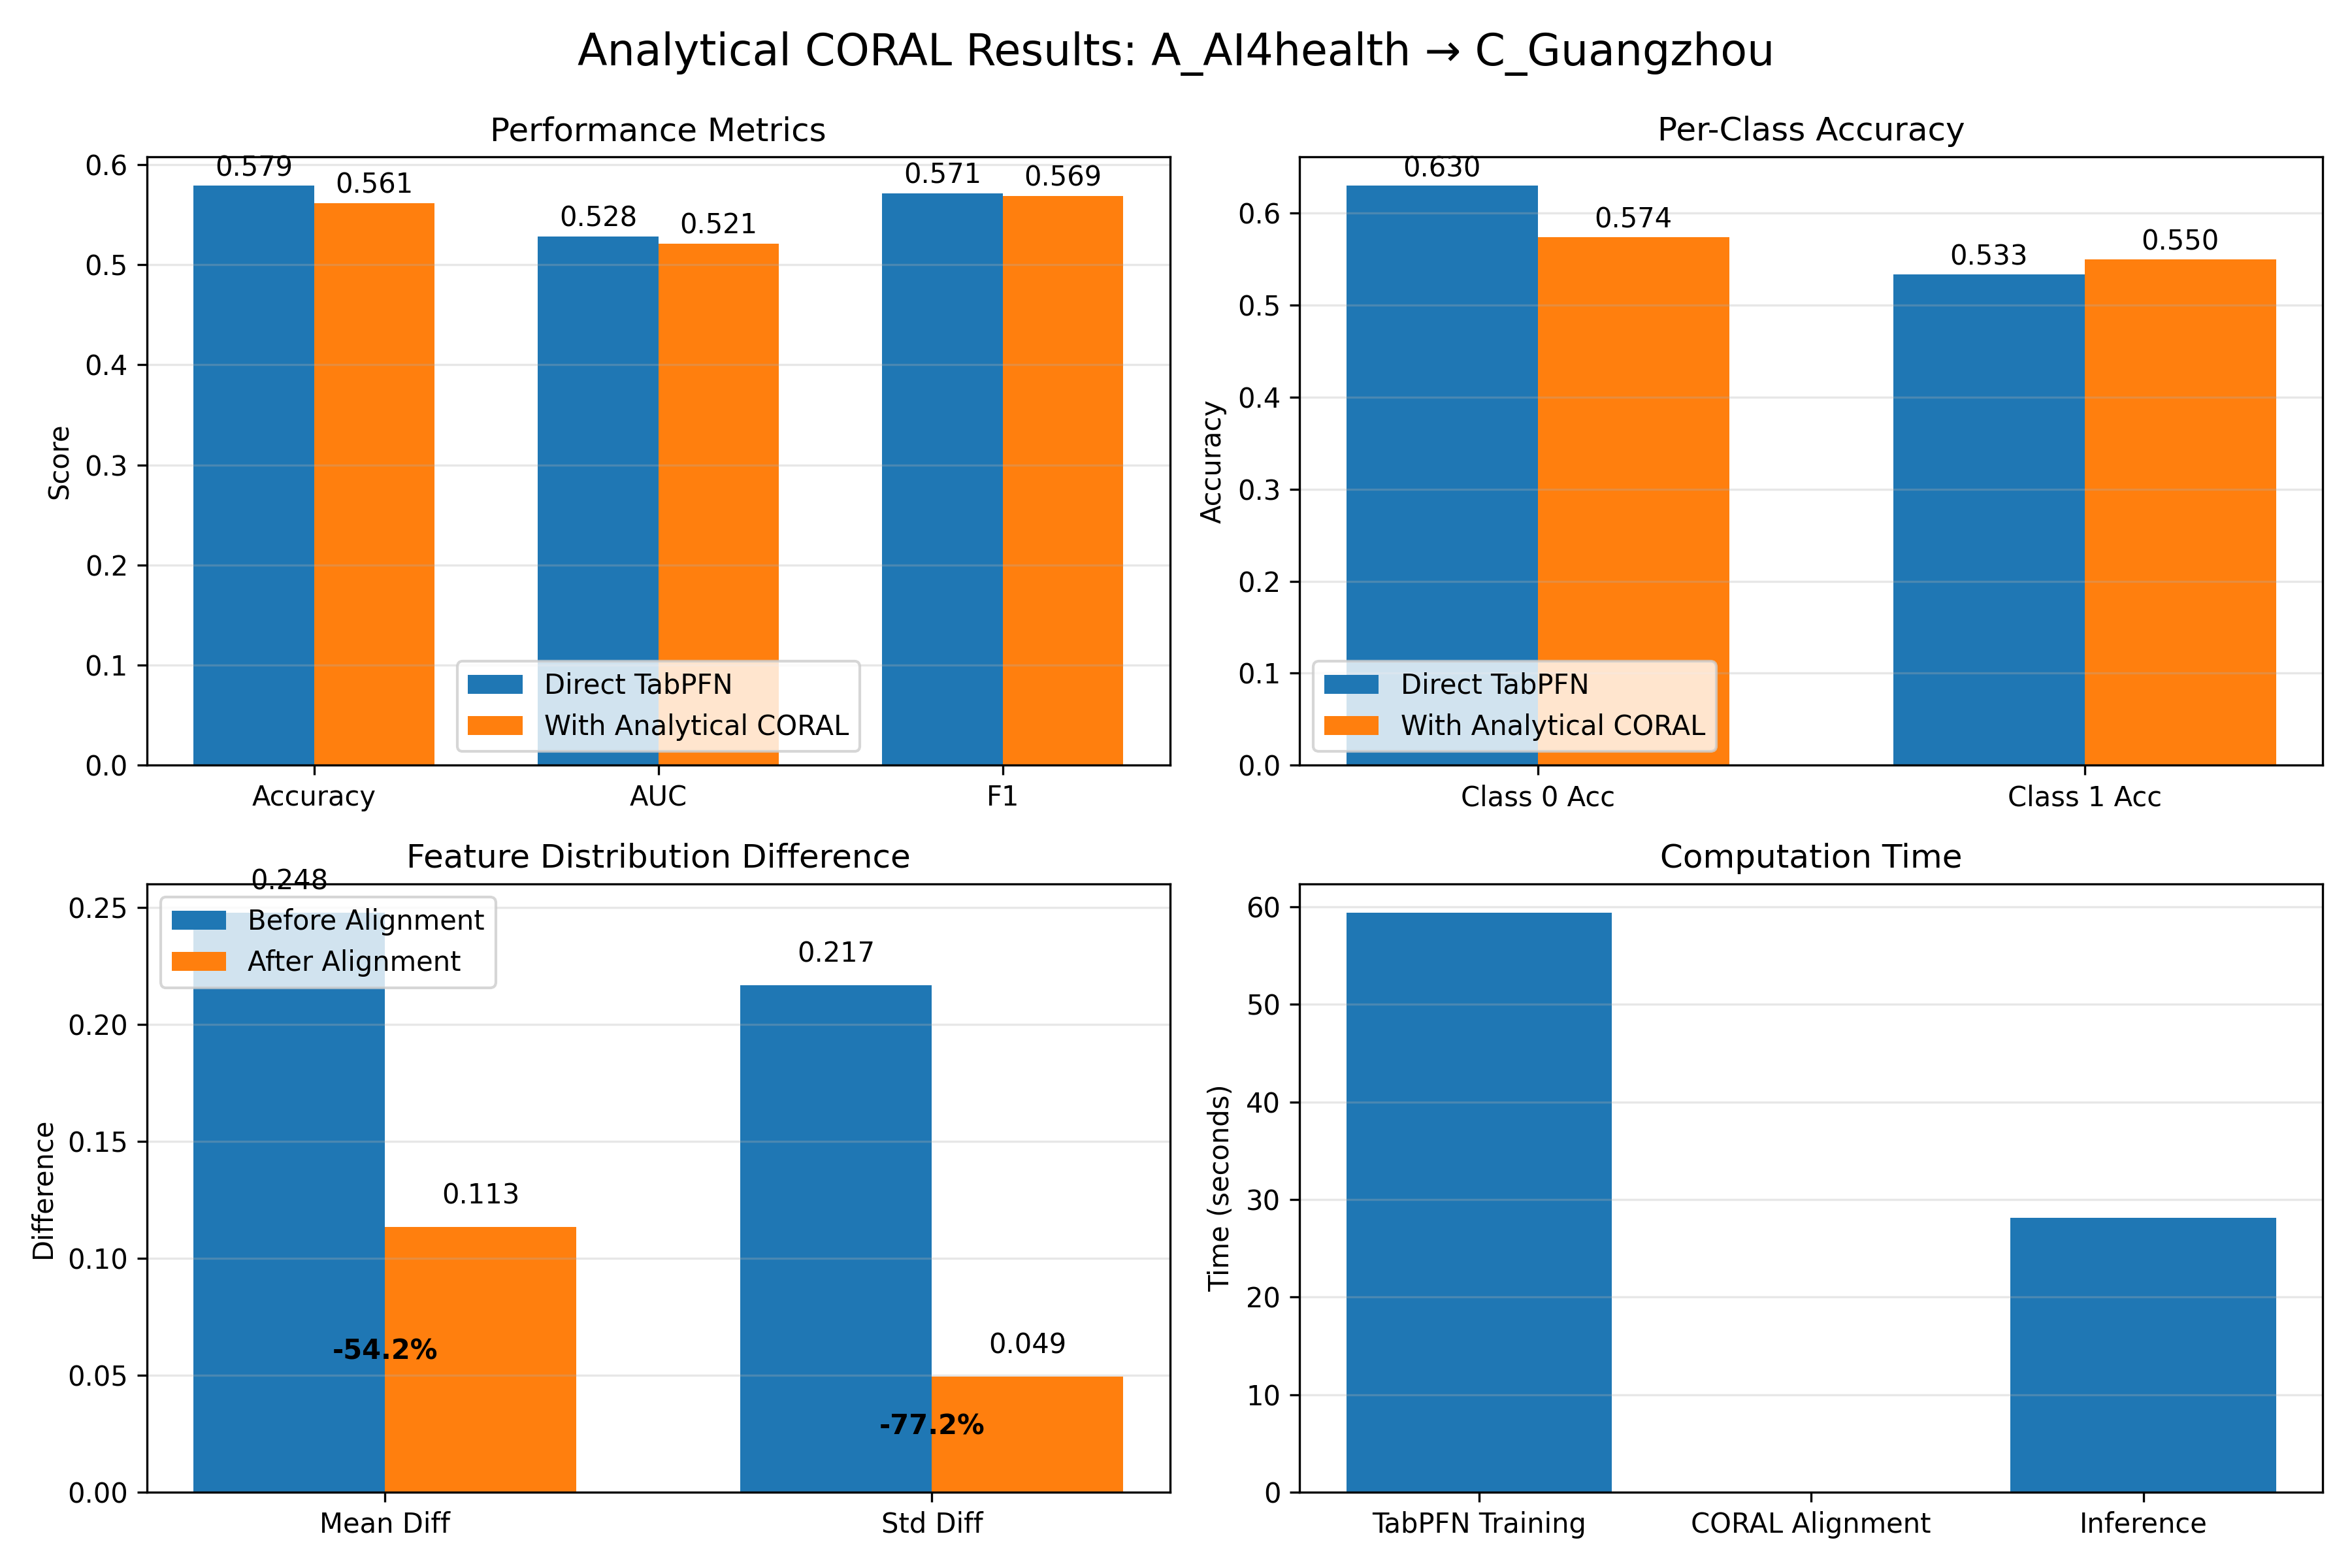 Analytical CORAL Results: A_AI4health → C_Guangzhou
Performance Metrics
Score
0.6
0.5
0.4
0.3
0.2
0.1
0.0
0.579
0.561
0.528
0.521
0.571
0.569
Direct TabPFN
With Analytical CORAL
Accuracy
AUC
F1
Per-Class Accuracy
Accuracy
0.6
0.5
0.4
0.3
0.2
0.1
0.0
0.630
0.574
0.533
0.550
Direct TabPFN
With Analytical CORAL
Class 0 Acc
Class 1 Acc
Feature Distribution Difference
Difference
0.25
0.20
0.15
0.10
0.05
0.00
0.248
Before Alignment
After Alignment
0.113
0.217
0.049
-54.2%
-77.2%
Mean Diff
Std Diff
Computation Time
Time (seconds)
60
50
40
30
20
10
0
TabPFN Training
CORAL Alignment
Inference